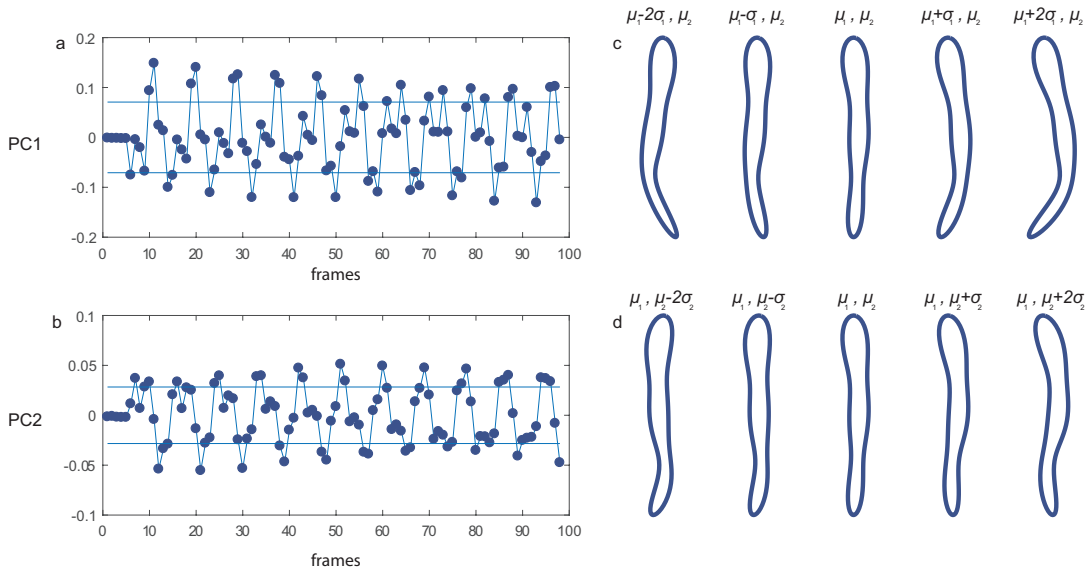 a
PC1
0.2
0.1
0
-0.1
-0.2
0 10 20 30 40 50 60 70 80 90 100
frames
b
PC2
0.1
0.05
0
-0.05
-0.1
0 10 20 30 40 50 60 70 80 90 100
frames
c
μ₁-2σ₁ , μ₂ μ₁-σ₁ , μ₂ μ₁ , μ₂ μ₁+σ₁ , μ₂ μ₁+2σ₁ , μ₂
d
μ₁ , μ₂-2σ₂ μ₁ , μ₂-σ₂ μ₁ , μ₂ μ₁ , μ₂+σ₂ μ₁ , μ₂+2σ₂